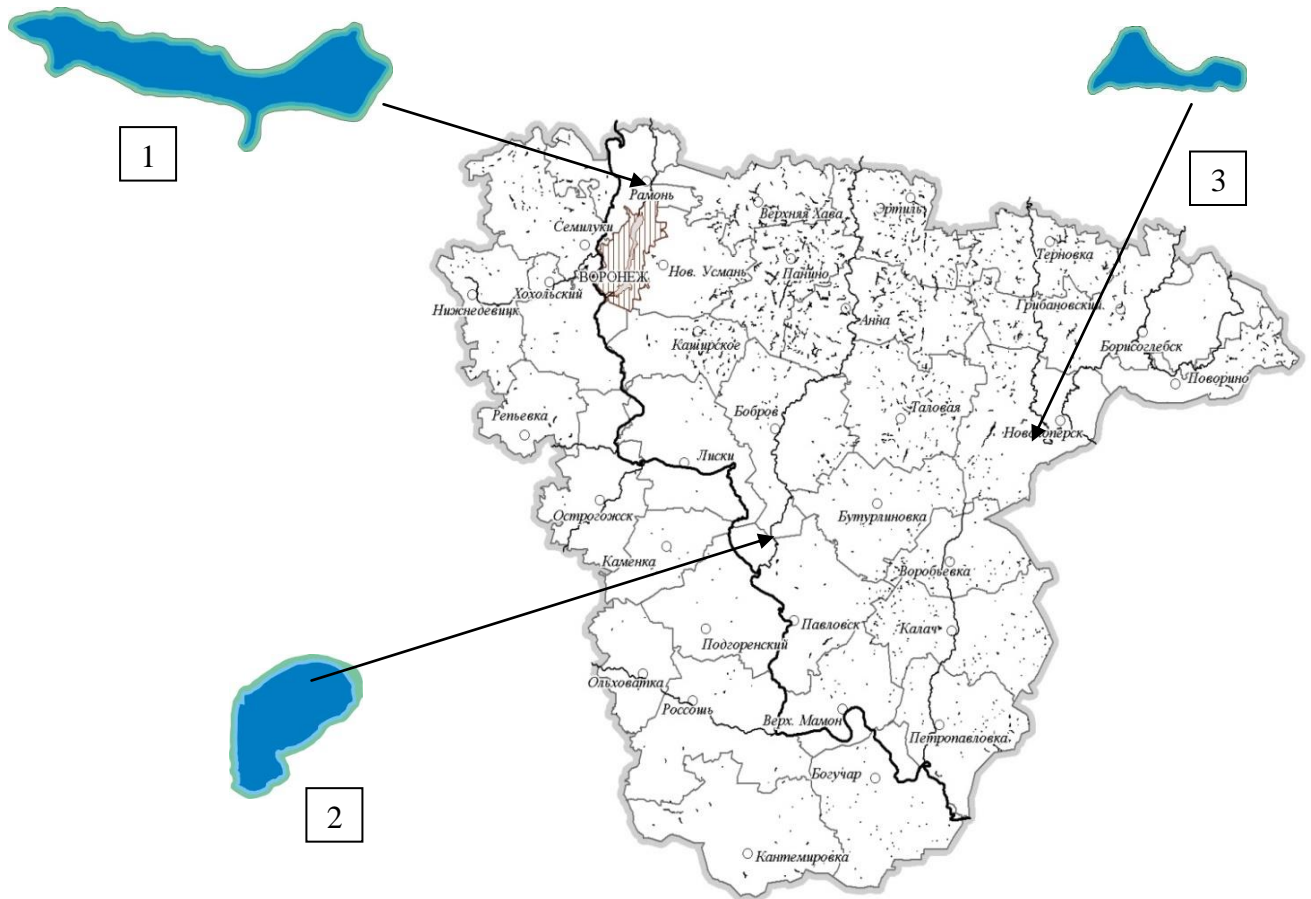 1
3
Рамонь
Верхняя Хава
Эртиль
Семилуки
Терновка
ВОРОНЕЖ
Нов. Усмань
Панино
Хохольский
Нижнедевицк
Грибановский
Анна
Каширское
Борисоглебск
Поворино
Репьевка
Бобров
Таловая
Новохоперск
Лиски
Острогожск
Бутурлиновка
Каменка
Воробьевка
Павловск
Калач
Подгоренский
Ольховатка
Россошь
Верх. Мамон
Петропавловка
Богучар
2
Кантемировка